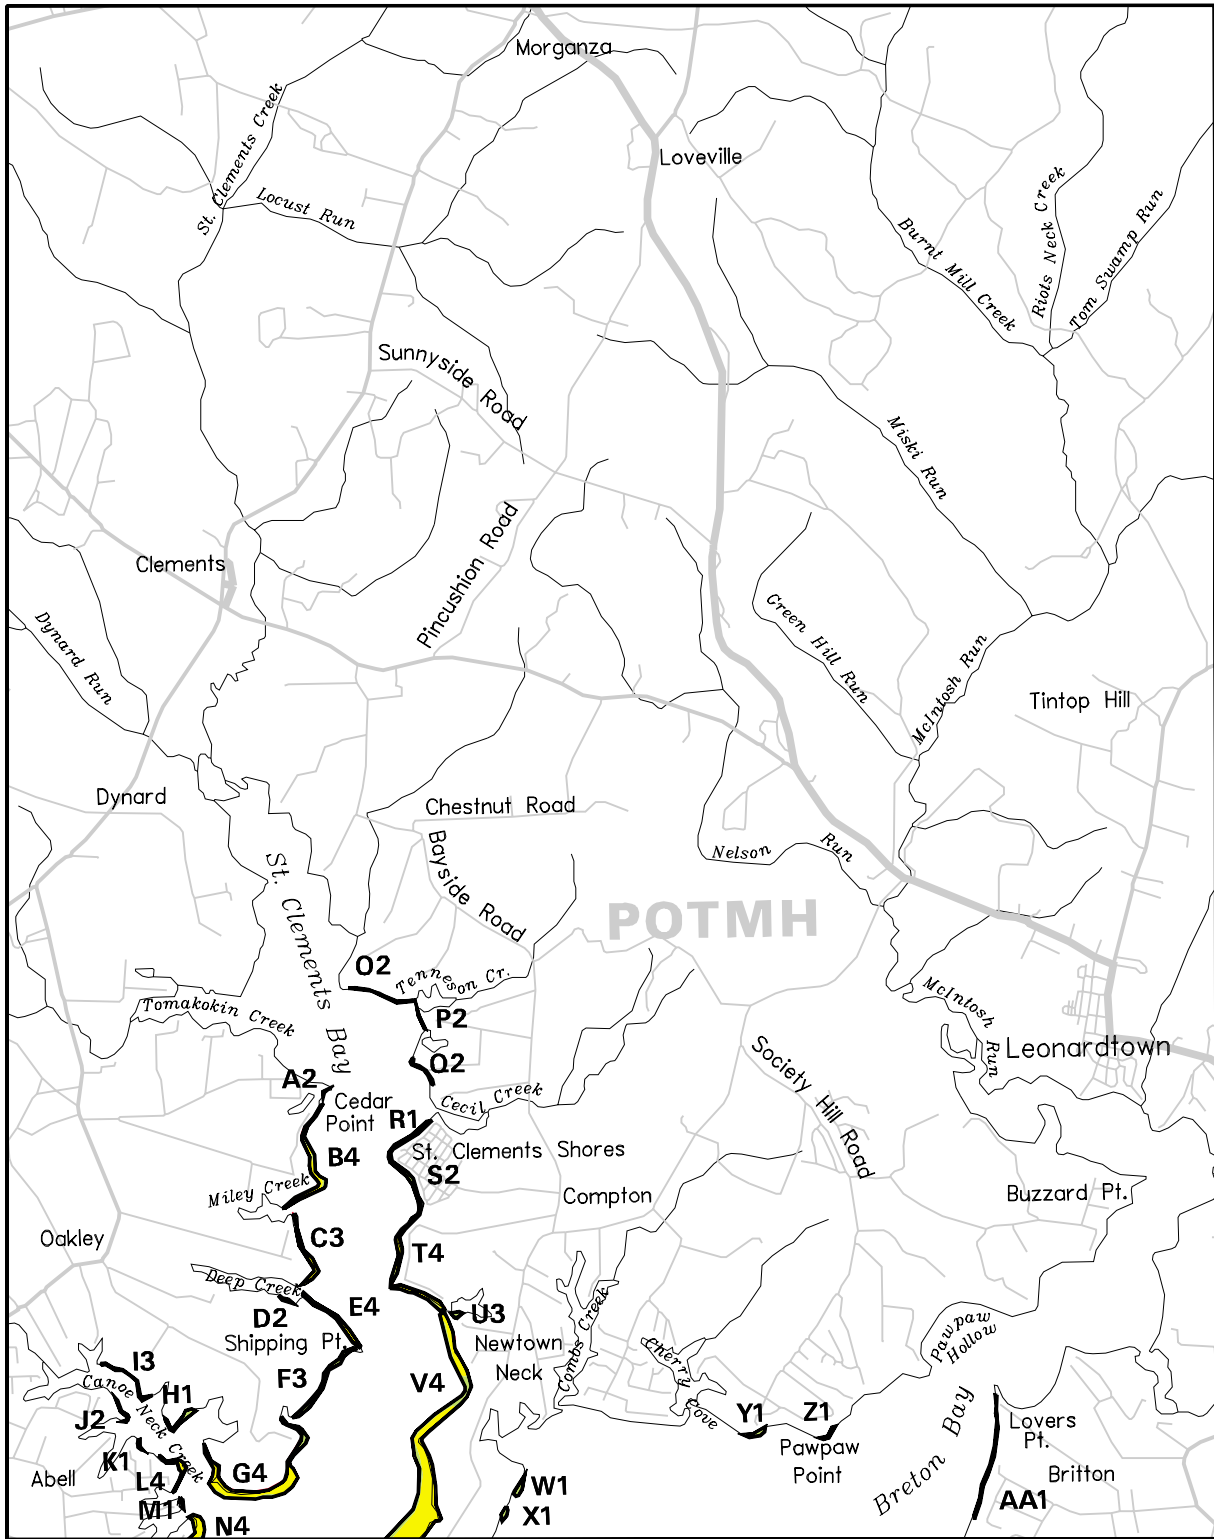 Morganza
Loveville
St. Clements Creek
Locust Run
Burnt Mill Creek
Riots Neck Creek
Tom Swamp Run
Sunnyside Road
Miski Run
Pincushion Road
Clements
Dynard Run
Green Hill Run
McIntosh Run
Tintop Hill
Dynard
Chestnut Road
Bayside Road
Nelson Run
St. Clements Bay
POTMH
O2
Tenneson Cr.
Tomakokin Creek
P2
McIntosh Run
Leonardtown
Q2
Society Hill Road
A2
Cedar
Point
Cecil Creek
R1
St. Clements Shores
B4
S2
Miley Creek
Compton
Buzzard Pt.
Oakley
C3
T4
Deep Creek
D2
E4
U3
Shipping Pt.
Newtown
Neck
Combs Creek
Cherry Cove
Pawpaw
Hollow
I3
F3
V4
Canoe Neck Creek
H1
J2
Y1
Z1
Lovers
Pt.
Pawpaw
Point
Breton Bay
K1
Abell
L4
G4
Britton
W1
M1
X1
AA1
N4